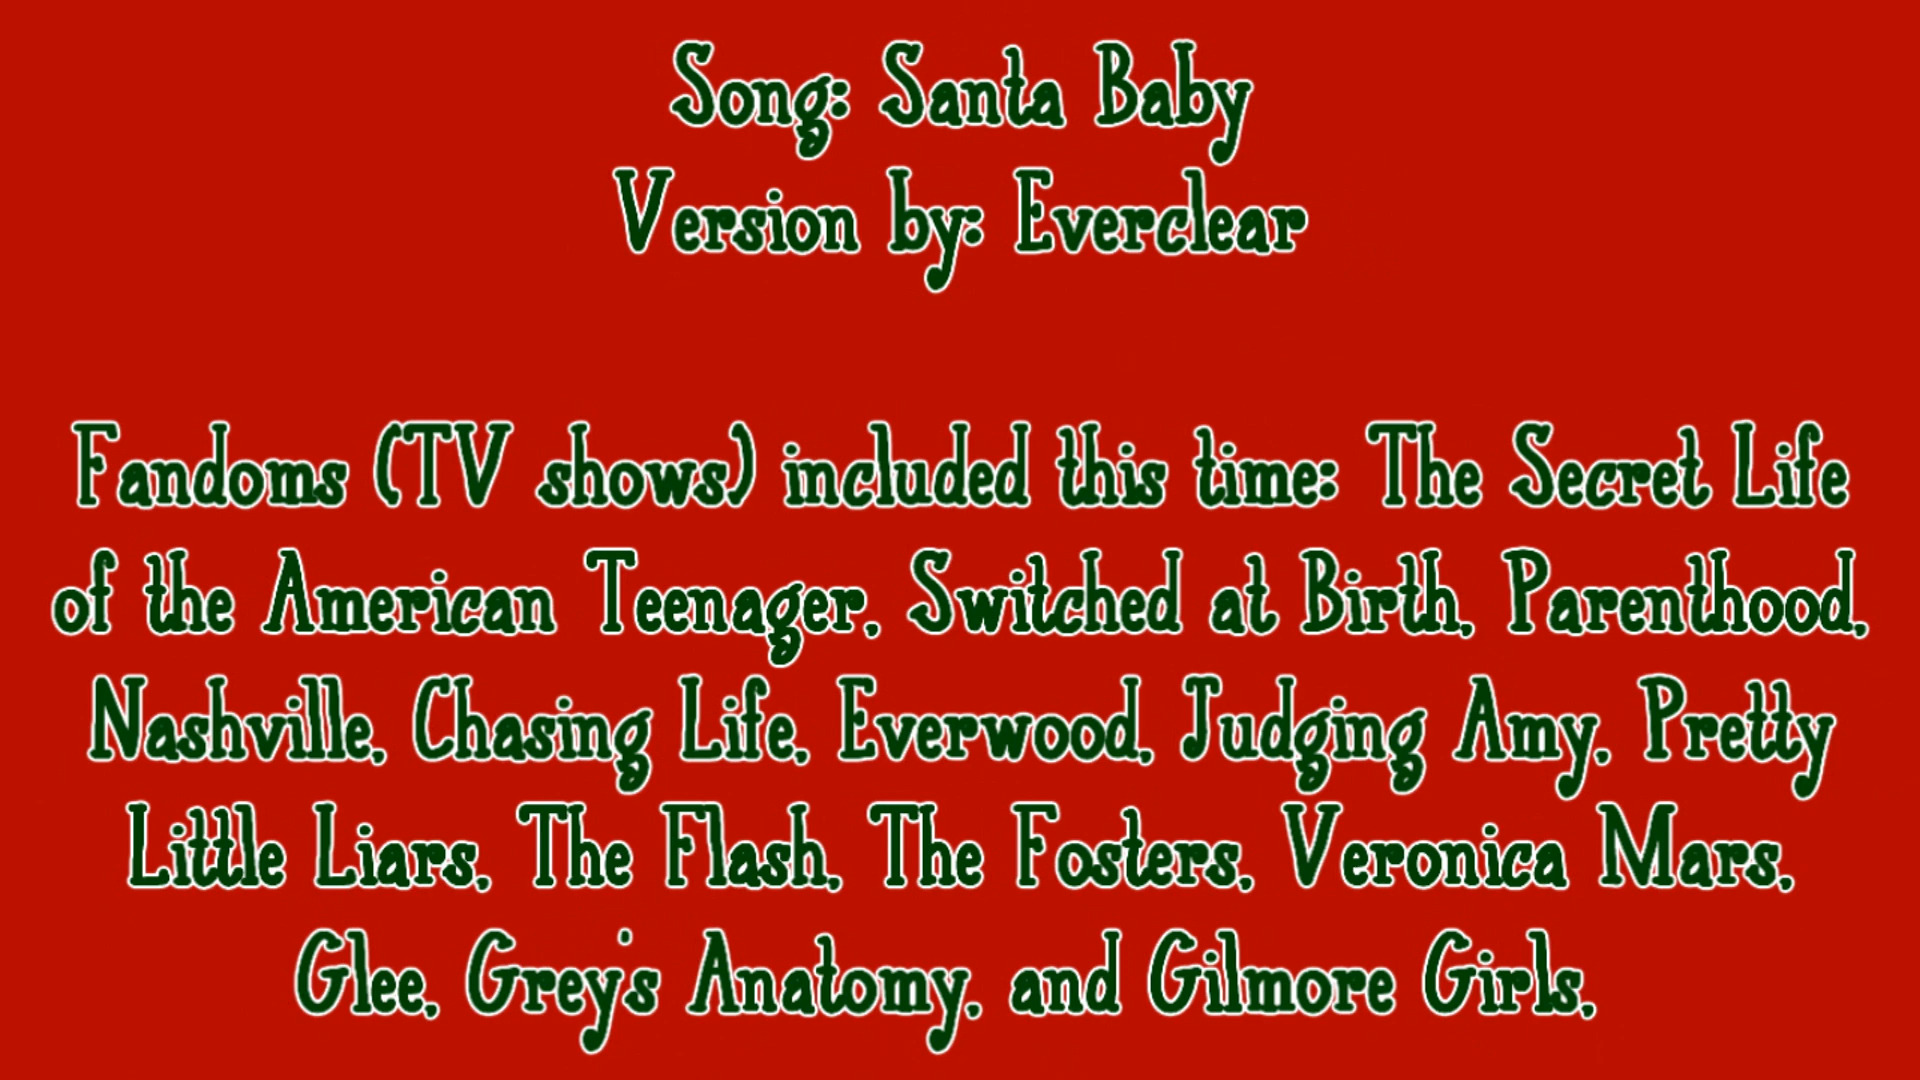 Song: Santa Baby
Version by: Everclear
Fandoms (TV shows) included this time: The Secret Life
of the American Teenager, Switched at Birth, Parenthood,
Nashville, Chasing Life, Everwood, Judging Amy, Pretty
Little Liars, The Flash, The Fosters, Veronica Mars,
Glee, Grey's Anatomy, and Gilmore Girls.